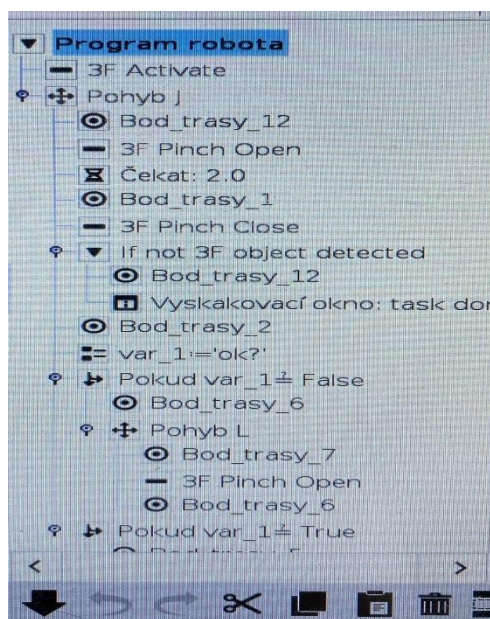 Program robota
3F Activate
Pohyb J
Bod_trasy_12
3F Pinch Open
Čekat: 2.0
Bod_trasy_1
3F Pinch Close
If not 3F object detected
Bod_trasy_12
Vyskakovací okno: task don
Bod_trasy_2
var_1:='ok?'
Pokud var_1≟ False
Bod_trasy_6
Pohyb L
Bod_trasy_7
3F Pinch Open
Bod_trasy_6
Pokud var_1≟ True